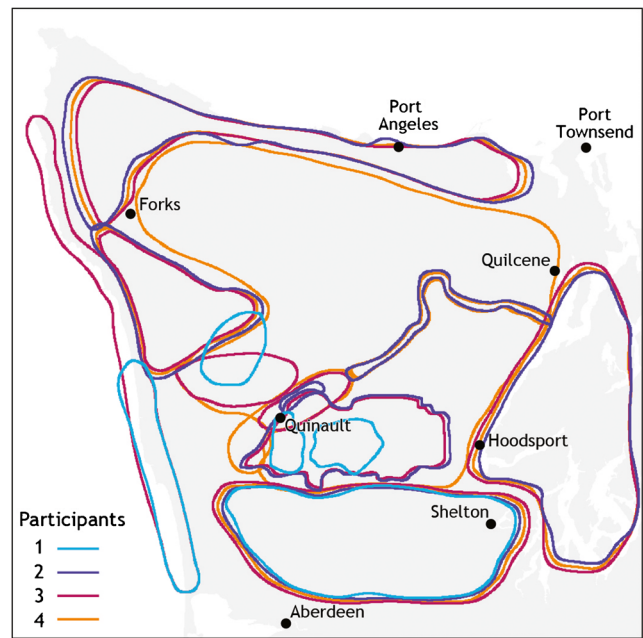 Port
Angeles
Port
Townsend
Forks
Quilcene
Quinault
Hoodsport
Shelton
Participants
1
2
3
4
Aberdeen